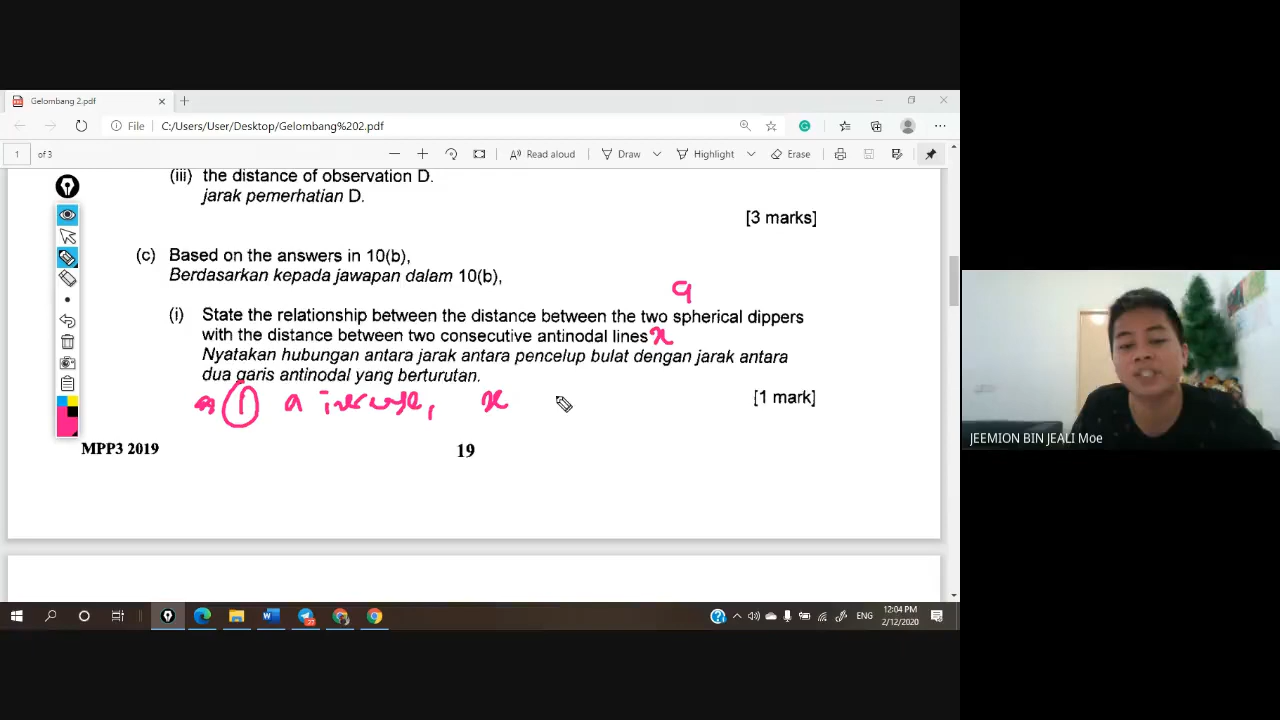 Gelombang 2.pdf
File C:/Users/User/Desktop/Gelombang%202.pdf
1 of 3 Read aloud Draw Highlight Erase
(iii) the distance of observation D.
jarak pemerhatian D.
[3 marks]
(c) Based on the answers in 10(b),
Berdasarkan kepada jawapan dalam 10(b),
a
(i) State the relationship between the distance between the two spherical dippers
with the distance between two consecutive antinodal lines x
Nyatakan hubungan antara jarak antara pencelup bulat dengan jarak antara
dua garis antinodal yang berturutan.
1 a increase, x
[1 mark]
MPP3 2019 19
JEEMION BIN JEALI Moe
ENG 12:04 PM
2/12/2020